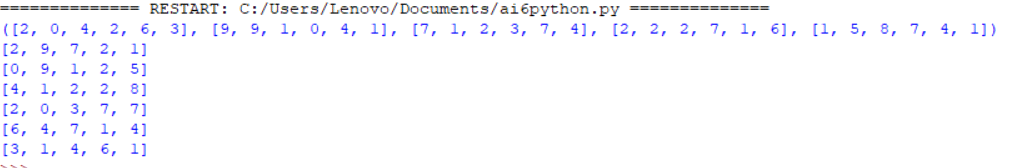 ============== RESTART: C:/Users/Lenovo/Documents/ai6python.py ==============
([2, 0, 4, 2, 6, 3], [9, 9, 1, 0, 4, 1], [7, 1, 2, 3, 7, 4], [2, 2, 2, 7, 1, 6], [1, 5, 8, 7, 4, 1])
[2, 9, 7, 2, 1]
[0, 9, 1, 2, 5]
[4, 1, 2, 2, 8]
[2, 0, 3, 7, 7]
[6, 4, 7, 1, 4]
[3, 1, 4, 6, 1]
>>>